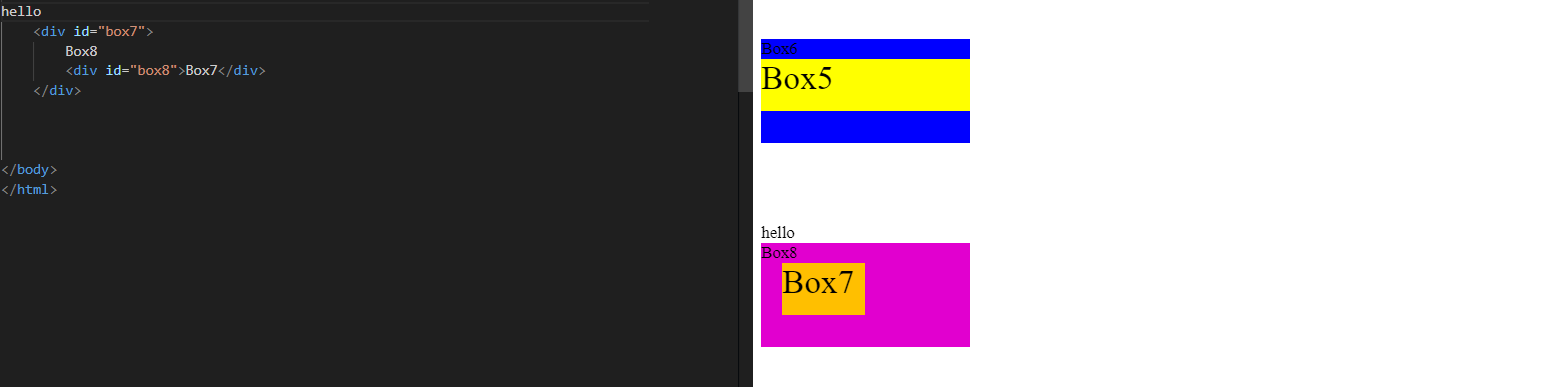 hello
<div id="box7">
Box8
<div id="box8">Box7</div>
</div>
</body>
</html>
Box6
Box5
hello
Box8
Box7